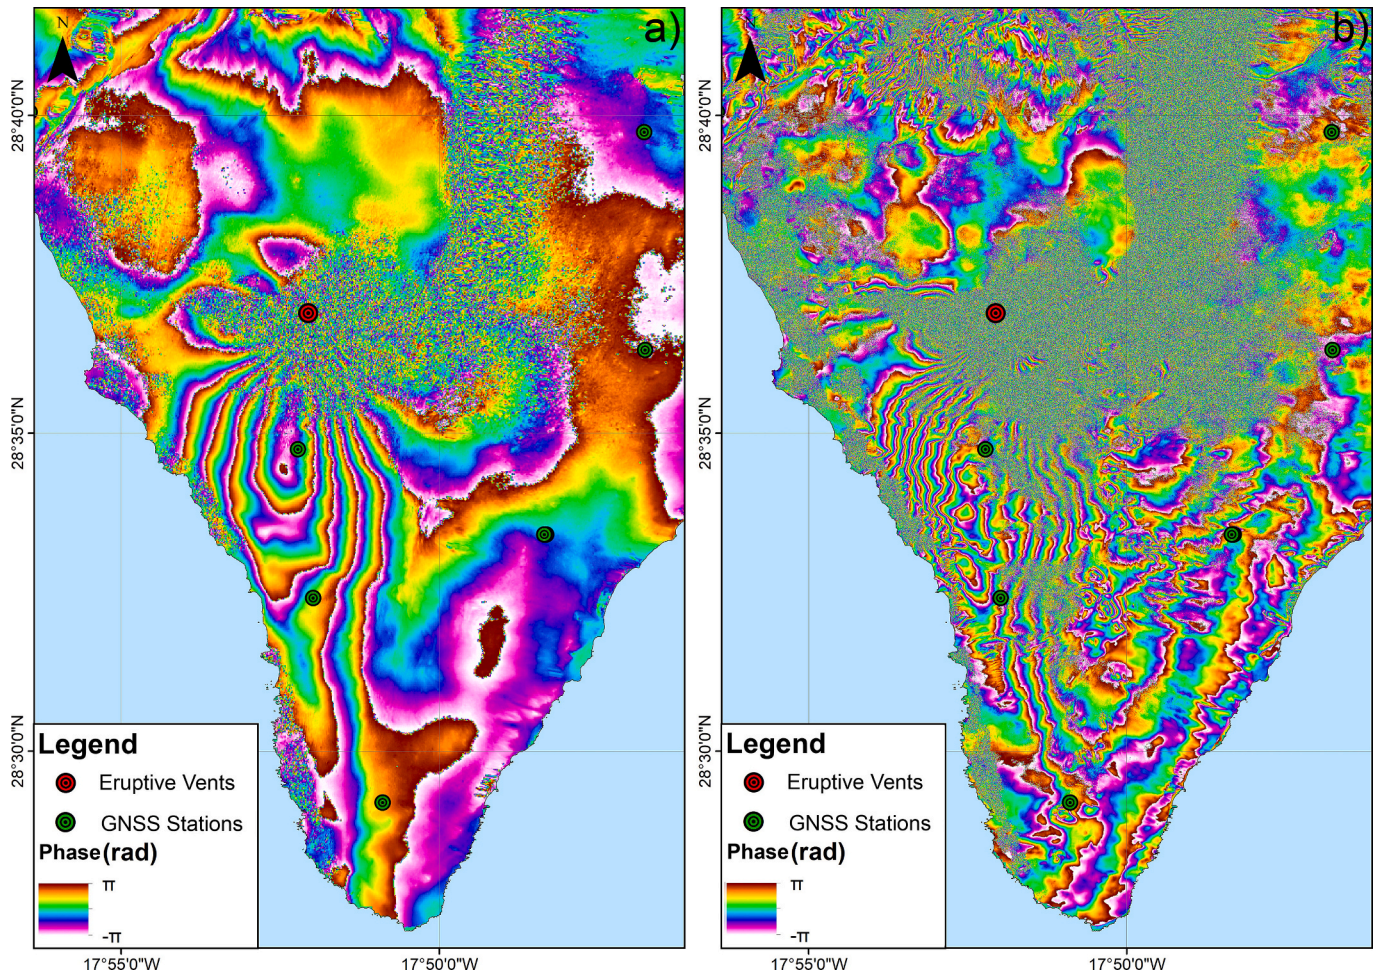 N
a)
28°40'0"N
28°35'0"N
28°30'0"N
Legend
Eruptive Vents
GNSS Stations
Phase (rad)
π
-π
17°55'0"W
17°50'0"W
N
b)
28°40'0"N
28°35'0"N
28°30'0"N
Legend
Eruptive Vents
GNSS Stations
Phase (rad)
π
-π
17°55'0"W
17°50'0"W